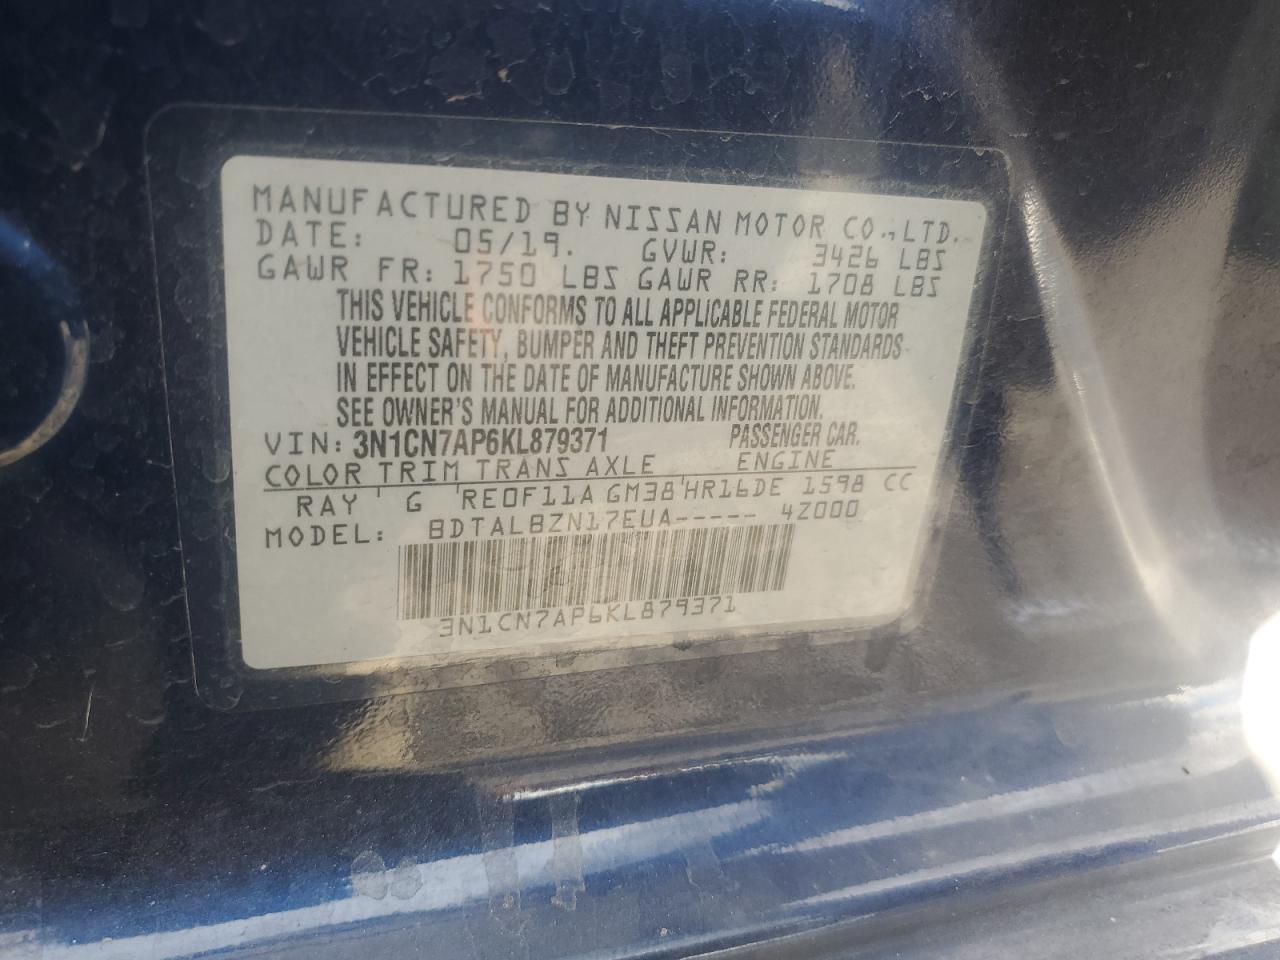 MANUFACTURED BY NISSAN MOTOR CO., LTD.
DATE: 05/19. GVWR: 3426 LBS
GAWR FR: 1750 LBS GAWR RR: 1708 LBS
THIS VEHICLE CONFORMS TO ALL APPLICABLE FEDERAL MOTOR
VEHICLE SAFETY, BUMPER AND THEFT PREVENTION STANDARDS
IN EFFECT ON THE DATE OF MANUFACTURE SHOWN ABOVE.
SEE OWNER'S MANUAL FOR ADDITIONAL INFORMATION.
VIN: 3N1CN7AP6KL879371 PASSENGER CAR.
COLOR TRIM TRANS AXLE ENGINE
RAY G RE0F11A GM38 HR16DE 1598 CC
MODEL: BDTALBZN17EUA----- 4Z000
3N1CN7AP6KL879371